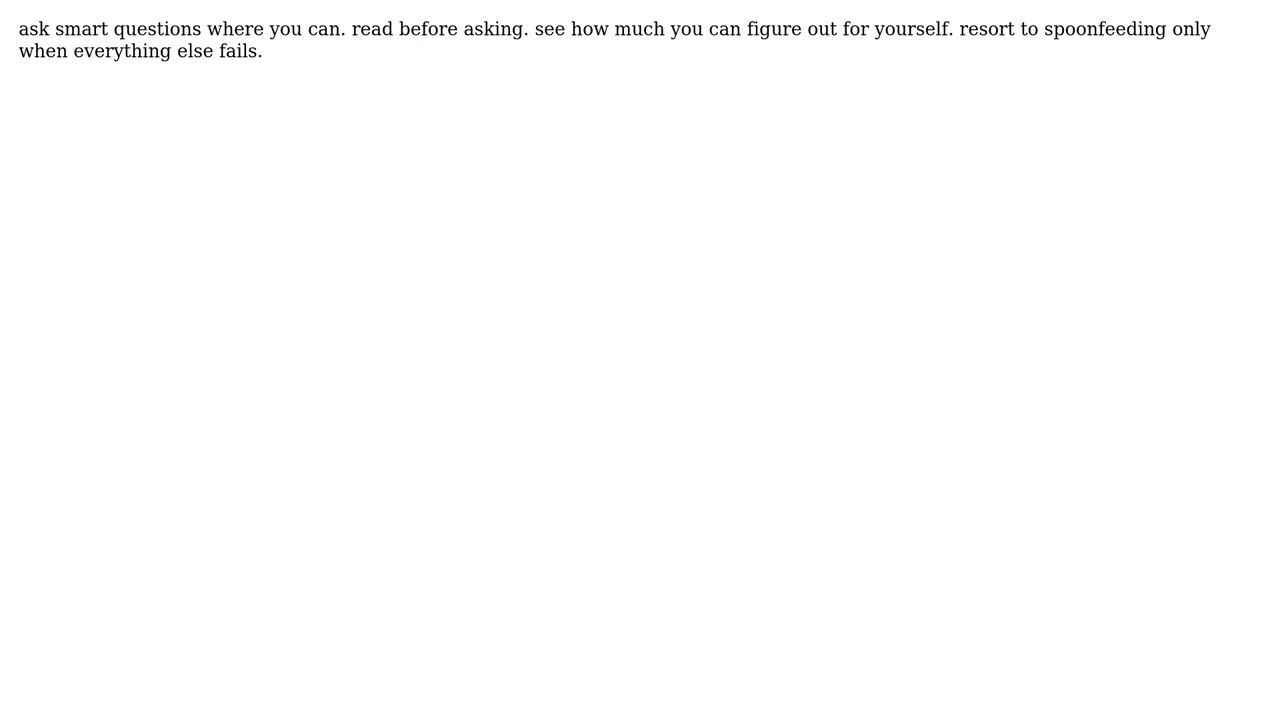 ask smart questions where you can. read before asking. see how much you can figure out for yourself. resort to spoonfeeding only
when everything else fails.